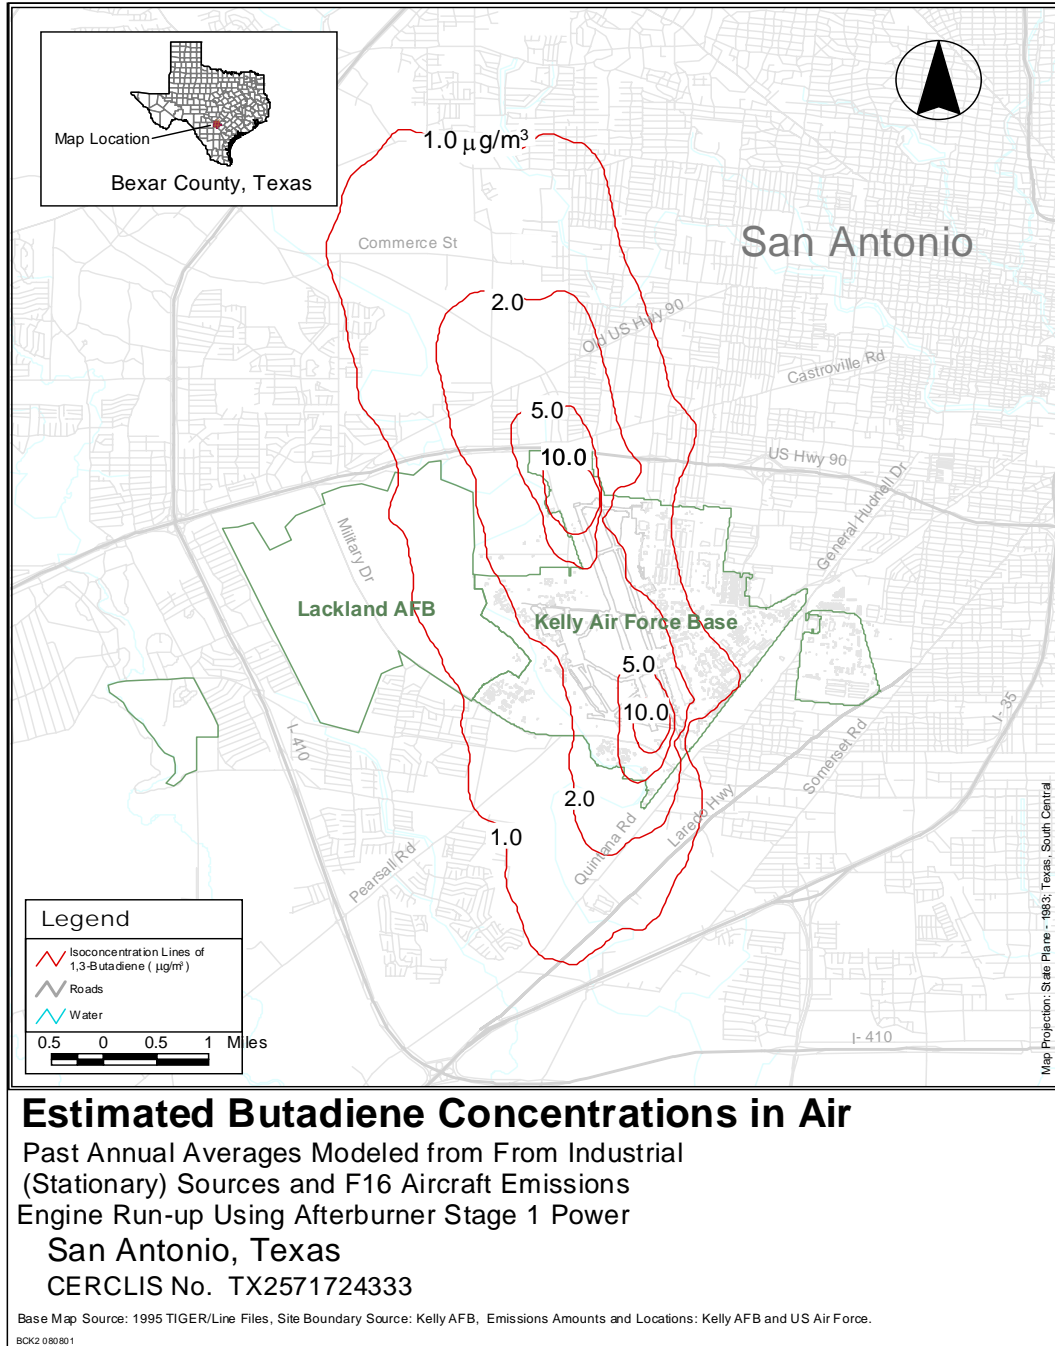 Map Location
Bexar County, Texas
1.0 µg/m³
Commerce St
San Antonio
2.0
Old US Hwy 90
Castroville Rd
5.0
10.0
US Hwy 90
General Hudnell Dr
Military Dr
Lackland AFB
Kelly Air Force Base
5.0
10.0
I- 410
I- 35
Somerset Rd
2.0
Laredo Hwy
Quintana Rd
1.0
Pearsall Rd
I- 410
Legend
Isoconcentration Lines of
1,3-Butadiene ( µg/m³ )
Roads
Water
0.5 0 0.5 1 Miles
Map Projection: State Plane - 1983; Texas, South Central
Estimated Butadiene Concentrations in Air
Past Annual Averages Modeled from From Industrial
(Stationary) Sources and F16 Aircraft Emissions
Engine Run-up Using Afterburner Stage 1 Power
San Antonio, Texas
CERCLIS No. TX2571724333
Base Map Source: 1995 TIGER/Line Files, Site Boundary Source: Kelly AFB, Emissions Amounts and Locations: Kelly AFB and US Air Force.
BCK2 080801